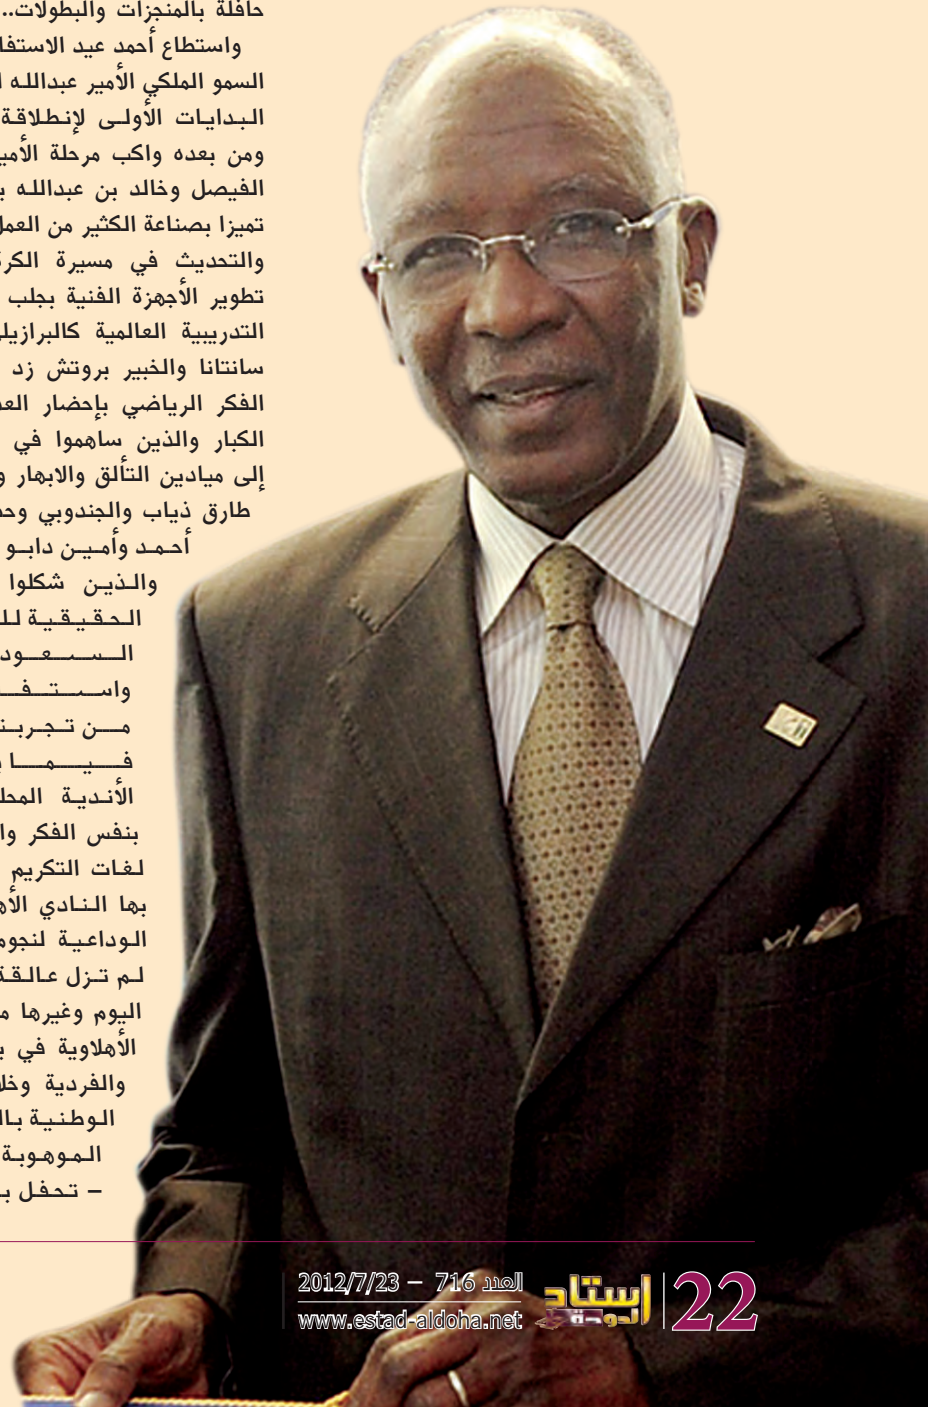 حافلة بالمنجزات والبطولات..
واستطاع أحمد عيد الاستفا
السمو الملكي الأمير عبدالله ا
البدايات الأولى لإنطلاقة
ومن بعده واكب مرحلة الأمي
الفيصل وخالد بن عبدالله ب
تميزا بصناعة الكثير من العمل
والتحديث في مسيرة الكر
تطوير الأجهزة الفنية بجلب
التدريبية العالمية كالبرازيل
سانتانا والخبير بروتش زد
الفكر الرياضي بإحضار الع
الكبار والذين ساهموا في
إلى ميادين التألق والابهار و
طارق ذياب والجندوبي وح
أحمد وأمين دابو
والذين شكلوا
الحقيقية لل
السعود
واستف
من تجربت
فيما ب
الأندية المحل
بنفس الفكر وا
لغات التكريم
بها النادي الأه
الوداعية لنجوم
لم تزل عالقة
اليوم وغيرها م
الأهلاوية في ب
والفردية وخلا
الوطنية بال
الموهوبة
– تحفل ب
22
استاد الدوحة
العدد 716 – 2012/7/23
www.estad-aldoha.net